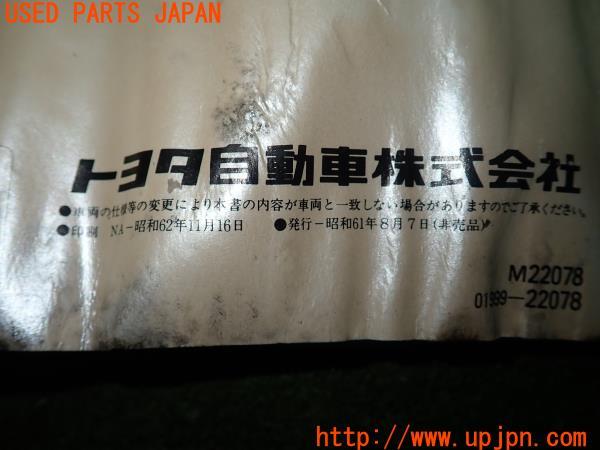 USED PARTS JAPAN
トヨタ自動車株式会社
●車両の仕様等の変更により本書の内容が車両と一致しない場合がありますのでご了承ください。
●印刷 NA-昭和62年11月16日 ●発行-昭和61年8月7日(非売品)
M22078
01999-22078
http://www.upjpn.com/